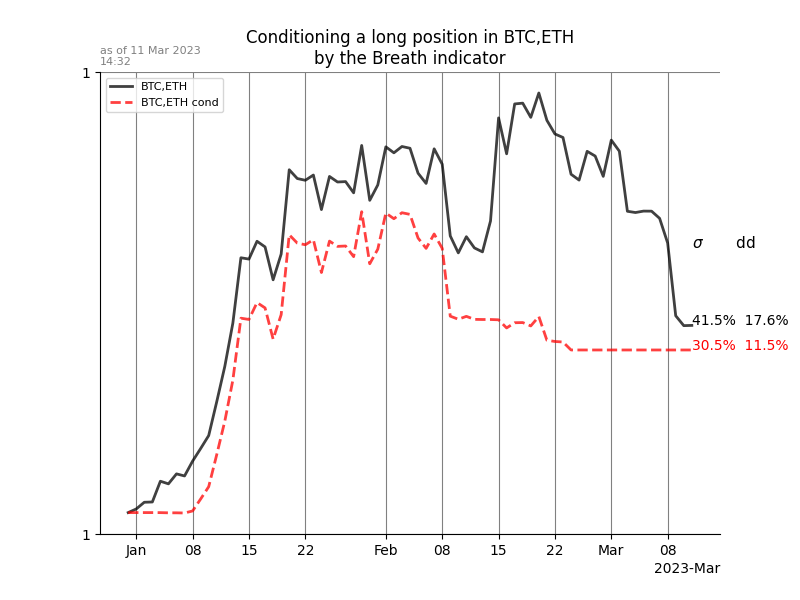 Conditioning a long position in BTC,ETH
by the Breath indicator
as of 11 Mar 2023
14:32
1
BTC,ETH
BTC,ETH cond
σ dd
41.5% 17.6%
30.5% 11.5%
1
Jan 08 15 22 Feb 08 15 22 Mar 08
2023-Mar